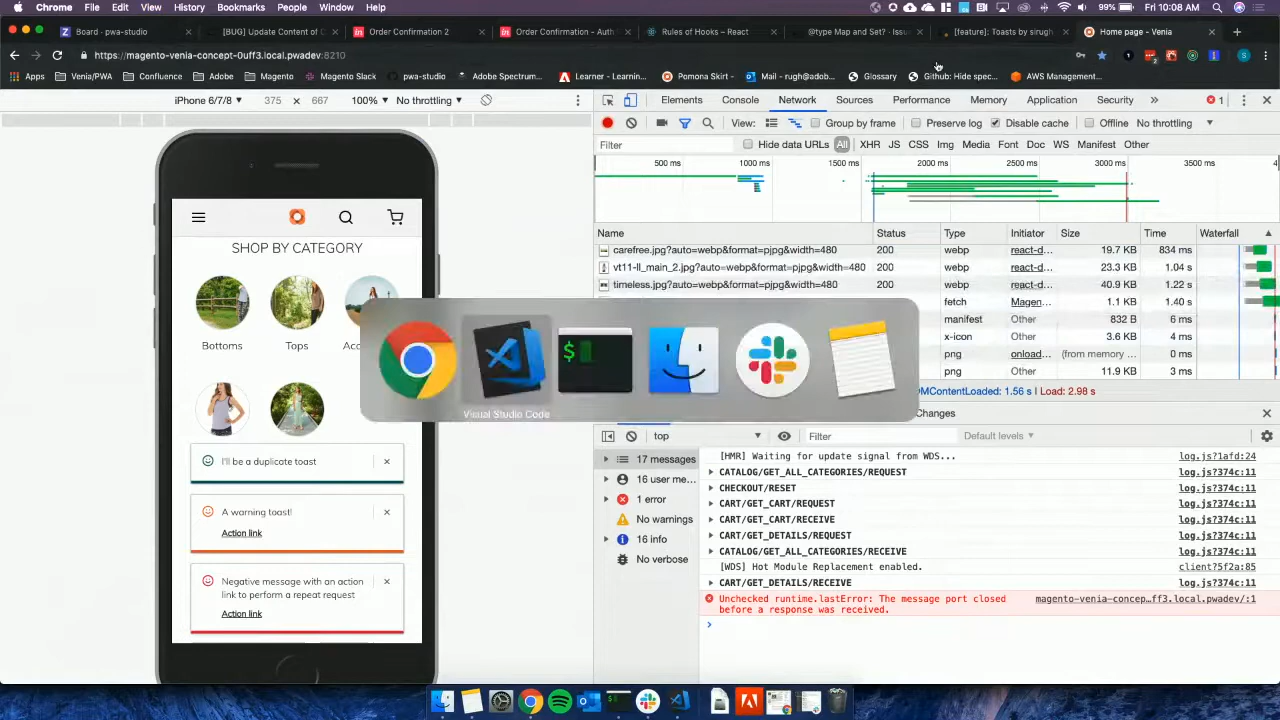 Chrome File Edit View History Bookmarks People Window Help 99% Fri 10:08 AM
Board - pwa-studio [BUG] Update Content of C Order Confirmation 2 Order Confirmation - Auth Rules of Hooks – React @type Map and Set? · Issu [feature]: Toasts by sirugh Home page - Venia
https://magento-venia-concept-0uff3.local.pwadev:8210
Apps Venia/PWA Confluence Adobe Magento Magento Slack pwa-studio Adobe Spectrum... Learner - Learnin... Pomona Skirt - Mail - rugh@adob... Glossary Github: Hide spec... AWS Managem...
iPhone 6/7/8 375 × 667 100% No throttling
Elements Console Network Sources Performance Memory Application Security 1
View: Group by frame Preserve log Disable cache Offline No throttling
Filter Hide data URLs All XHR JS CSS Img Media Font Doc WS Manifest Other
500 ms 1000 ms 1500 ms 2000 ms 2500 ms 3000 ms 3500 ms
Name Status Type Initiator Size Time Waterfall
carefree.jpg?auto=webp&format=pjpg&width=480 200 webp react-d... 19.7 KB 834 ms
vt11-ll_main_2.jpg?auto=webp&format=pjpg&width=480 200 webp react-d... 23.3 KB 1.04 s
timeless.jpg?auto=webp&format=pjpg&width=480 200 webp react-d... 40.9 KB 1.22 s
fetch Magen... 1.1 KB 1.40 s
manifest Other 832 B 6 ms
x-icon Other 3.6 KB 4 ms
png onload... (from memory 0 ms
png Other 11.9 KB 3 ms
OMContentLoaded: 1.56 s Load: 2.98 s
Changes
Visual Studio Code
SHOP BY CATEGORY
Bottoms Tops Acc
I'll be a duplicate toast
A warning toast!
Action link
Negative message with an action
link to perform a repeat request
Action link
top Filter Default levels
17 messages
16 user me...
1 error
No warnings
16 info
No verbose
[HMR] Waiting for update signal from WDS... log.js?1afd:24
CATALOG/GET_ALL_CATEGORIES/REQUEST log.js?374c:11
CHECKOUT/RESET log.js?374c:11
CART/GET_CART/REQUEST log.js?374c:11
CART/GET_CART/RECEIVE log.js?374c:11
CART/GET_DETAILS/REQUEST log.js?374c:11
CATALOG/GET_ALL_CATEGORIES/RECEIVE log.js?374c:11
[WDS] Hot Module Replacement enabled. client?5f2a:85
CART/GET_DETAILS/RECEIVE log.js?374c:11
Unchecked runtime.lastError: The message port closed magento-venia-concep…ff3.local.pwadev/:1
before a response was received.